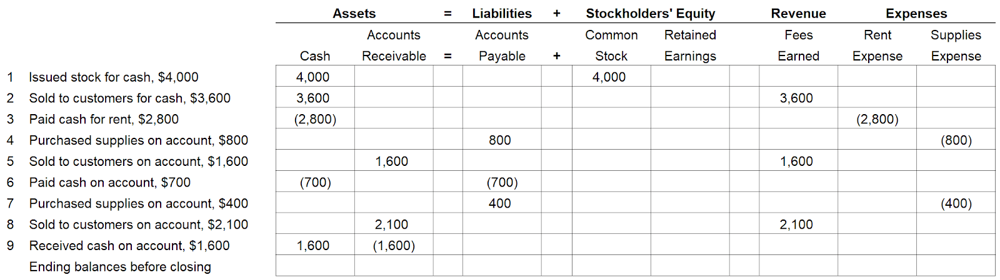 Assets = Liabilities + Stockholders' Equity Revenue Expenses
Accounts Accounts Common Retained Fees Rent Supplies
Cash Receivable = Payable + Stock Earnings Earned Expense Expense
1 Issued stock for cash, $4,000 4,000 4,000
2 Sold to customers for cash, $3,600 3,600 3,600
3 Paid cash for rent, $2,800 (2,800) (2,800)
4 Purchased supplies on account, $800 800 (800)
5 Sold to customers on account, $1,600 1,600 1,600
6 Paid cash on account, $700 (700) (700)
7 Purchased supplies on account, $400 400 (400)
8 Sold to customers on account, $2,100 2,100 2,100
9 Received cash on account, $1,600 1,600 (1,600)
Ending balances before closing